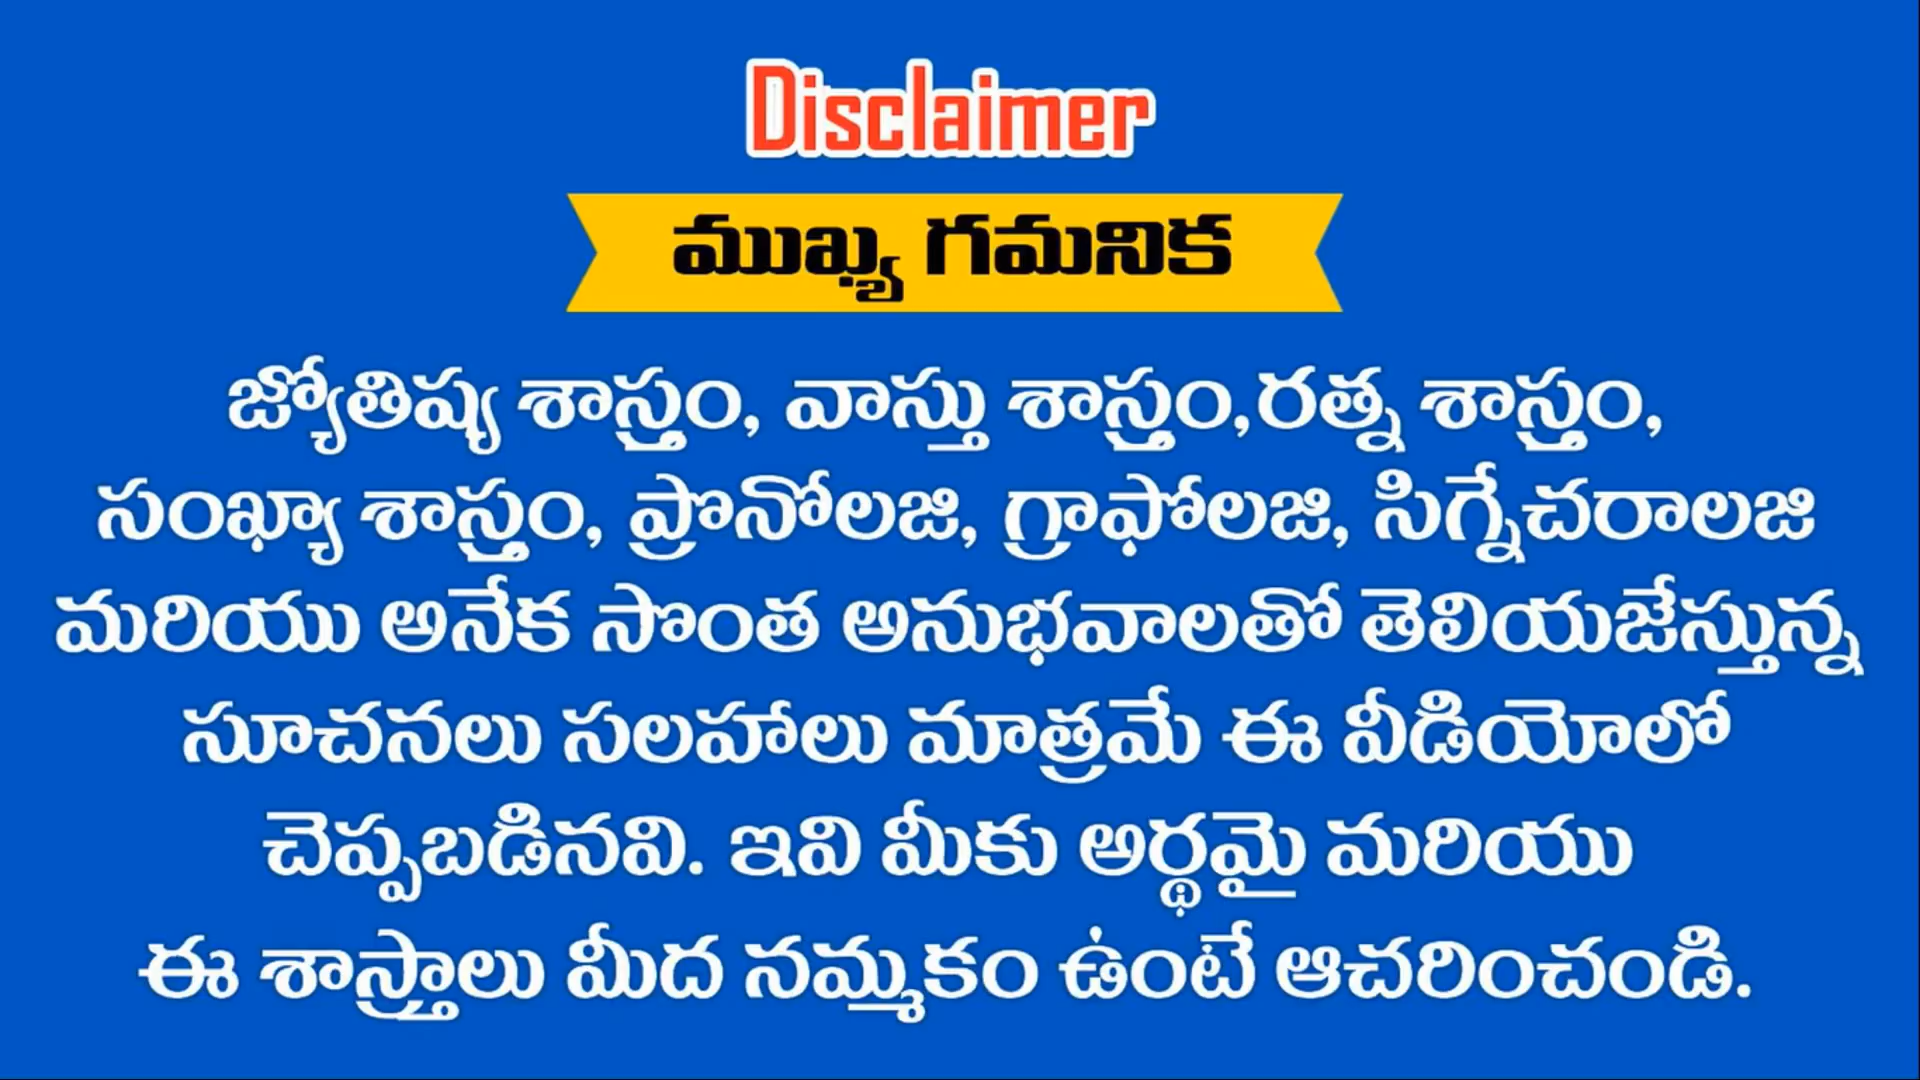 Disclaimer
ముఖ్య గమనిక
జ్యోతిష్య శాస్త్రం, వాస్తు శాస్త్రం,రత్న శాస్త్రం,
సంఖ్యా శాస్త్రం, ప్రొనోలజి, గ్రాఫోలజి, సిగ్నేచరాలజి
మరియు అనేక సొంత అనుభవాలతో తెలియజేస్తున్న
సూచనలు సలహాలు మాత్రమే ఈ వీడియోలో
చెప్పబడినవి. ఇవి మీకు అర్థమై మరియు
ఈ శాస్త్రాలు మీద నమ్మకం ఉంటే ఆచరించండి.